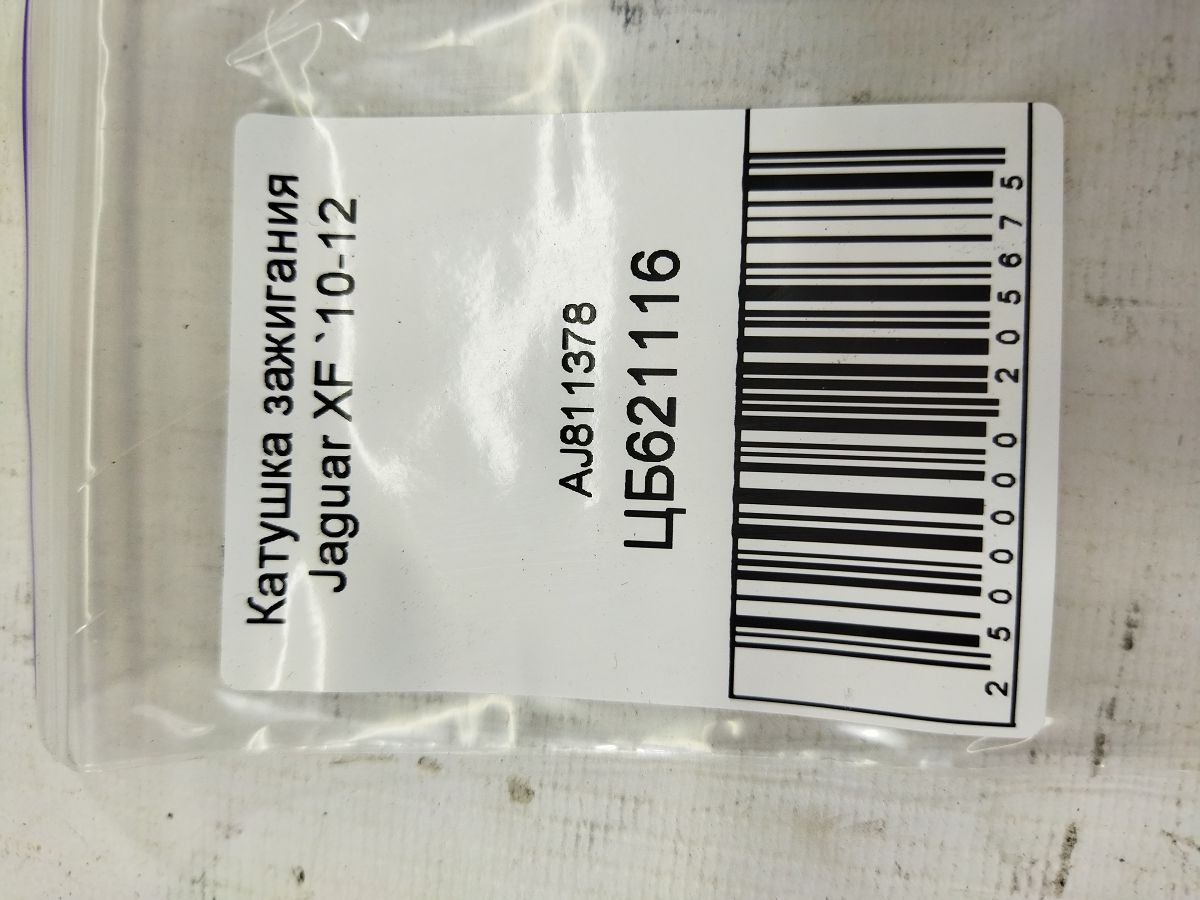 Катушка зажигания
Jaguar XF `10-12
AJ811378
ЦБ621116
2500000205675